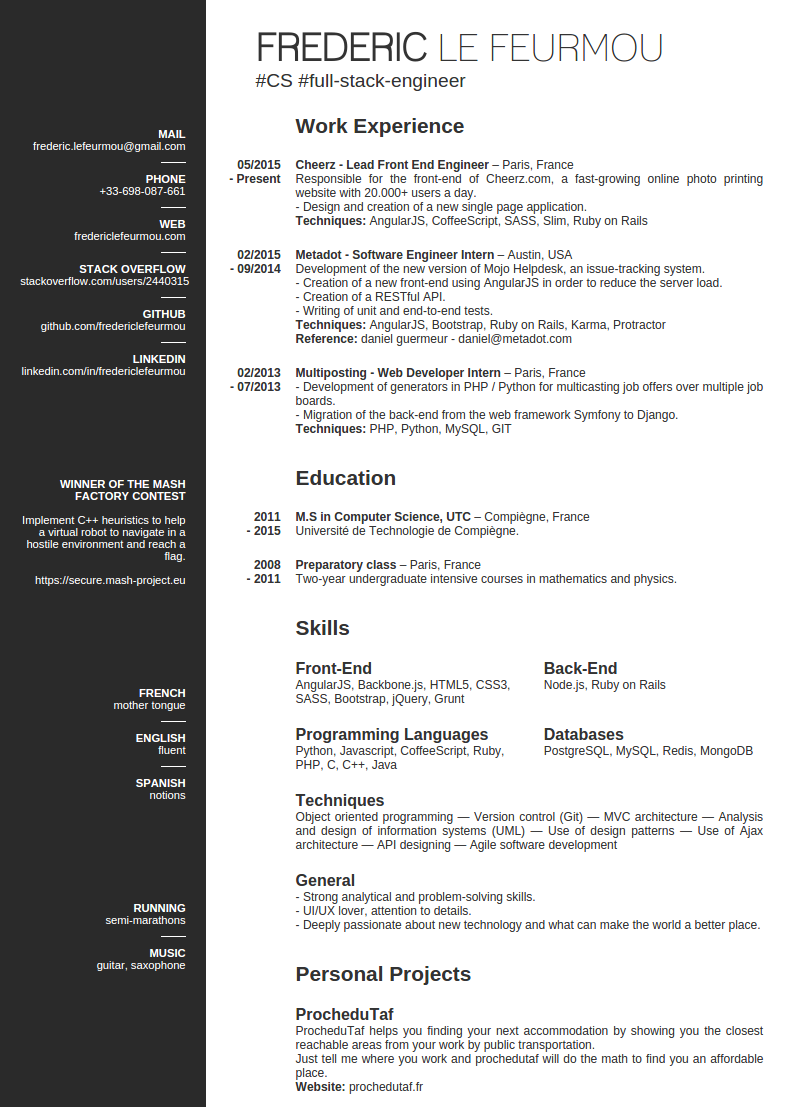 FREDERIC LE FEURMOU
#CS #full-stack-engineer
MAIL
frederic.lefeurmou@gmail.com
PHONE
+33-698-087-661
WEB
fredericlefeurmou.com
STACK OVERFLOW
stackoverflow.com/users/2440315
GITHUB
github.com/fredericlefeurmou
LINKEDIN
linkedin.com/in/fredericlefeurmou
WINNER OF THE MASH
FACTORY CONTEST
Implement C++ heuristics to help
a virtual robot to navigate in a
hostile environment and reach a
flag.
https://secure.mash-project.eu
FRENCH
mother tongue
ENGLISH
fluent
SPANISH
notions
RUNNING
semi-marathons
MUSIC
guitar, saxophone
Work Experience
05/2015 Cheerz - Lead Front End Engineer – Paris, France
- Present Responsible for the front-end of Cheerz.com, a fast-growing online photo printing
website with 20.000+ users a day.
- Design and creation of a new single page application.
Techniques: AngularJS, CoffeeScript, SASS, Slim, Ruby on Rails
02/2015 Metadot - Software Engineer Intern – Austin, USA
- 09/2014 Development of the new version of Mojo Helpdesk, an issue-tracking system.
- Creation of a new front-end using AngularJS in order to reduce the server load.
- Creation of a RESTful API.
- Writing of unit and end-to-end tests.
Techniques: AngularJS, Bootstrap, Ruby on Rails, Karma, Protractor
Reference: daniel guermeur - daniel@metadot.com
02/2013 Multiposting - Web Developer Intern – Paris, France
- 07/2013 - Development of generators in PHP / Python for multicasting job offers over multiple job
boards.
- Migration of the back-end from the web framework Symfony to Django.
Techniques: PHP, Python, MySQL, GIT
Education
2011 M.S in Computer Science, UTC – Compiègne, France
- 2015 Université de Technologie de Compiègne.
2008 Preparatory class – Paris, France
- 2011 Two-year undergraduate intensive courses in mathematics and physics.
Skills
Front-End
AngularJS, Backbone.js, HTML5, CSS3,
SASS, Bootstrap, jQuery, Grunt
Back-End
Node.js, Ruby on Rails
Programming Languages
Python, Javascript, CoffeeScript, Ruby,
PHP, C, C++, Java
Databases
PostgreSQL, MySQL, Redis, MongoDB
Techniques
Object oriented programming — Version control (Git) — MVC architecture — Analysis
and design of information systems (UML) — Use of design patterns — Use of Ajax
architecture — API designing — Agile software development
General
- Strong analytical and problem-solving skills.
- UI/UX lover, attention to details.
- Deeply passionate about new technology and what can make the world a better place.
Personal Projects
ProcheduTaf
ProcheduTaf helps you finding your next accommodation by showing you the closest
reachable areas from your work by public transportation.
Just tell me where you work and prochedutaf will do the math to find you an affordable
place.
Website: prochedutaf.fr